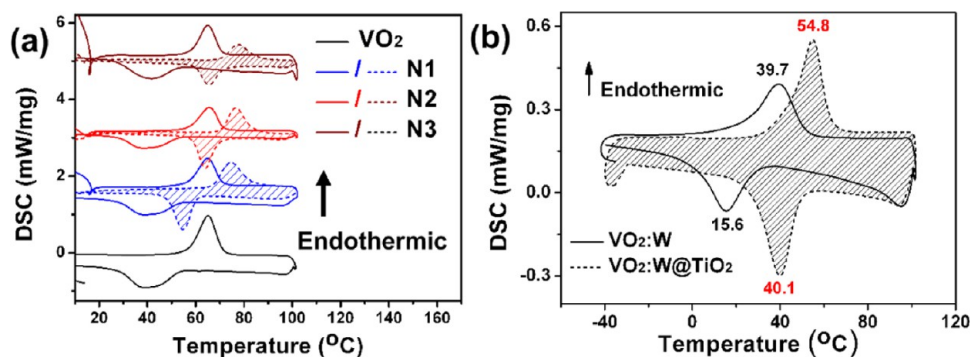 (a)
VO₂
/ N1
/ N2
/ N3
Endothermic
DSC (mW/mg)
6
4
2
0
20 40 60 80 100 120 140 160
Temperature (°C)
(b)
Endothermic
54.8
39.7
15.6
40.1
VO₂:W
VO₂:W@TiO₂
DSC (mW/mg)
0.6
0.3
0.0
-0.3
-40 0 40 80 120
Temperature (°C)